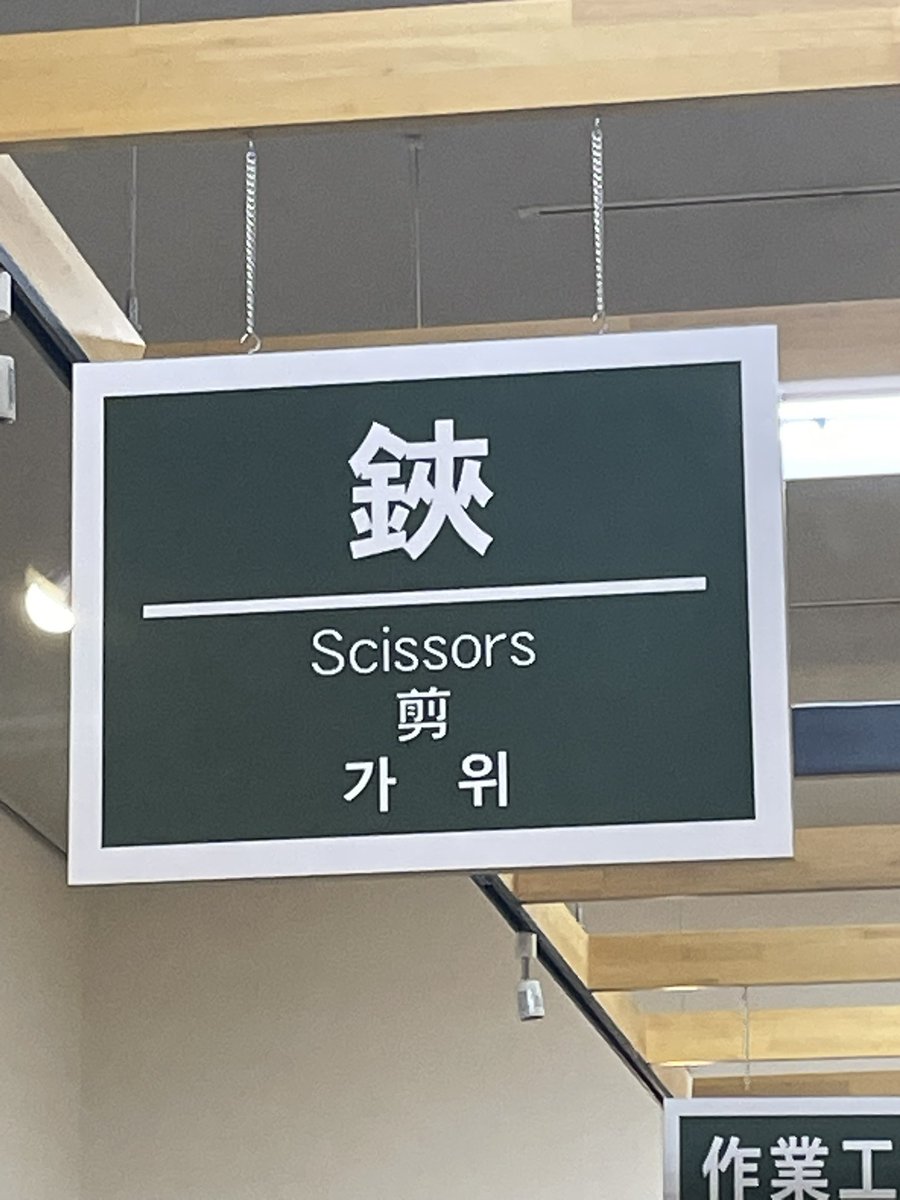 鋏
Scissors
剪
가 위
作業工